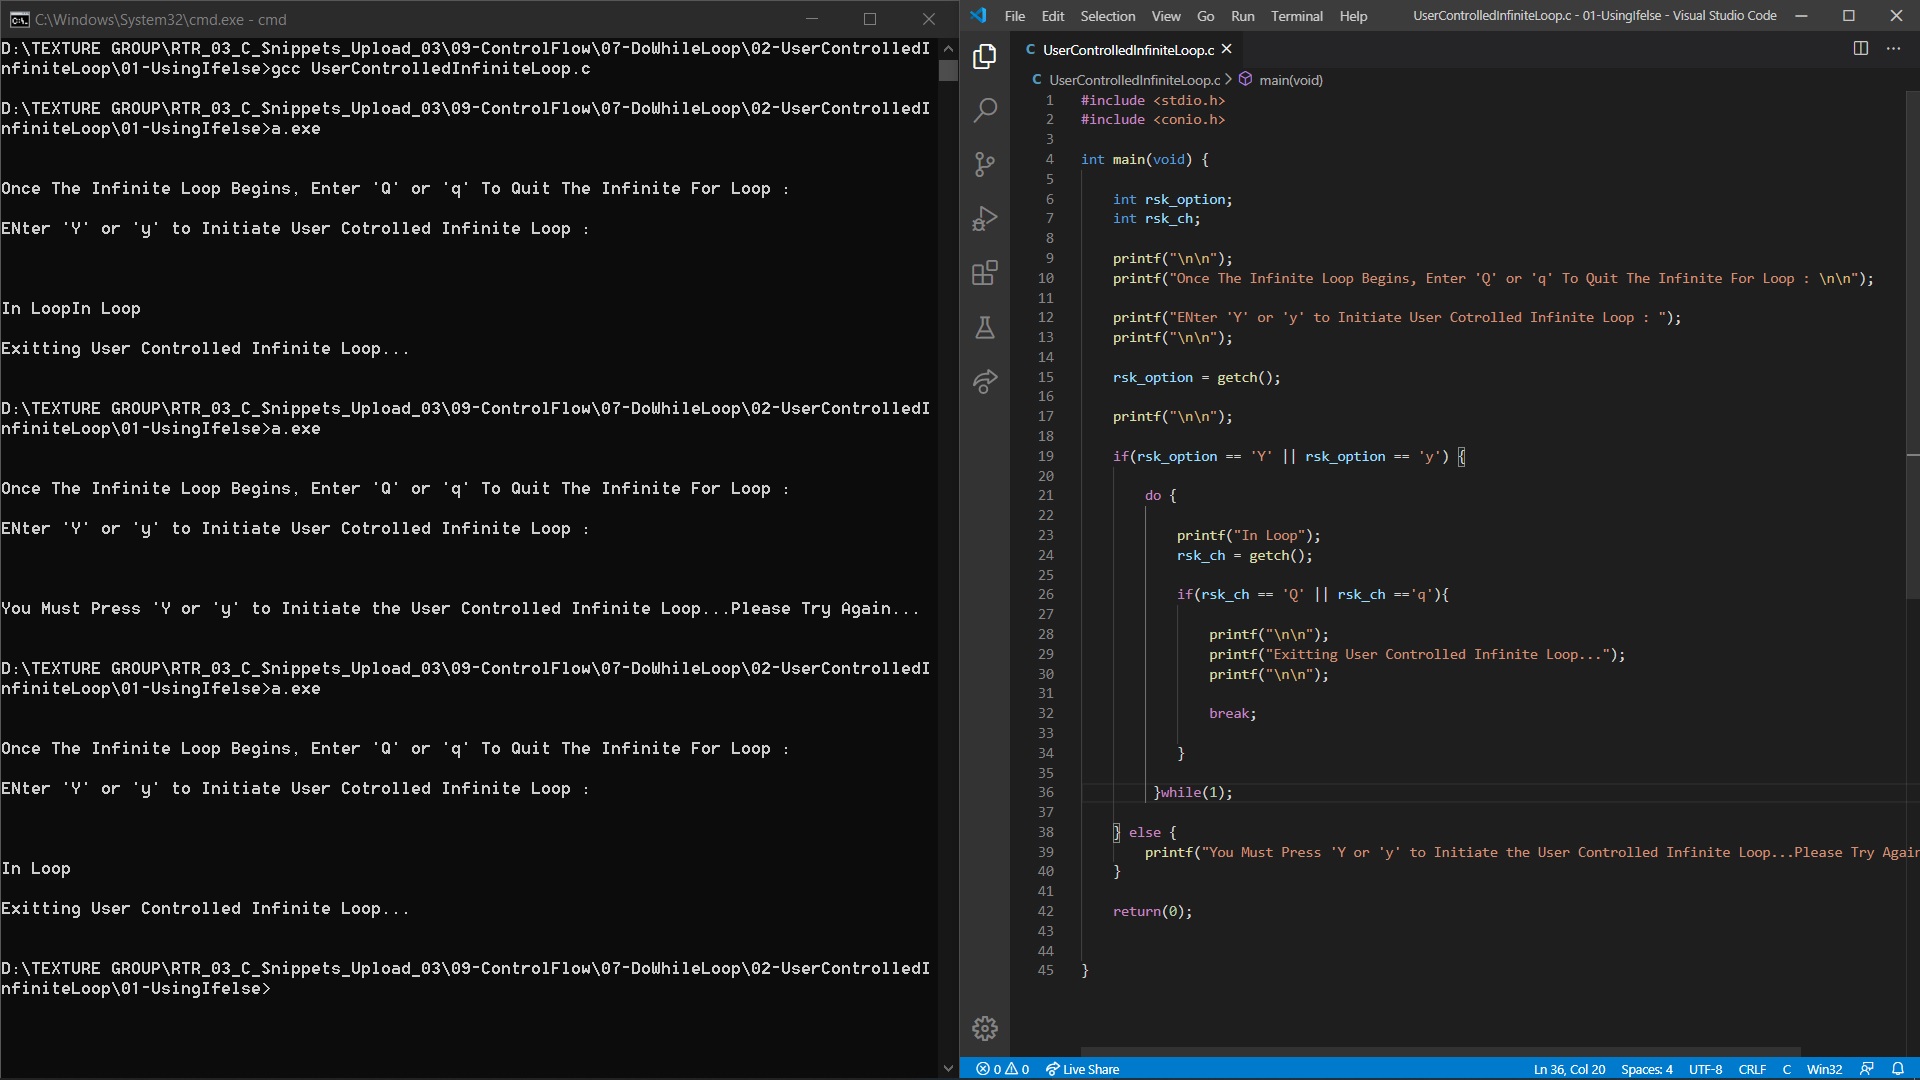 C:\Windows\System32\cmd.exe - cmd
D:\TEXTURE GROUP\RTR_03_C_Snippets_Upload_03\09-ControlFlow\07-DoWhileLoop\02-UserControlledI
nfiniteLoop\01-UsingIfelse>gcc UserControlledInfiniteLoop.c
D:\TEXTURE GROUP\RTR_03_C_Snippets_Upload_03\09-ControlFlow\07-DoWhileLoop\02-UserControlledI
nfiniteLoop\01-UsingIfelse>a.exe
Once The Infinite Loop Begins, Enter 'Q' or 'q' To Quit The Infinite For Loop :
ENter 'Y' or 'y' to Initiate User Cotrolled Infinite Loop :
In LoopIn Loop
Exitting User Controlled Infinite Loop...
D:\TEXTURE GROUP\RTR_03_C_Snippets_Upload_03\09-ControlFlow\07-DoWhileLoop\02-UserControlledI
nfiniteLoop\01-UsingIfelse>a.exe
Once The Infinite Loop Begins, Enter 'Q' or 'q' To Quit The Infinite For Loop :
ENter 'Y' or 'y' to Initiate User Cotrolled Infinite Loop :
You Must Press 'Y or 'y' to Initiate the User Controlled Infinite Loop...Please Try Again...
D:\TEXTURE GROUP\RTR_03_C_Snippets_Upload_03\09-ControlFlow\07-DoWhileLoop\02-UserControlledI
nfiniteLoop\01-UsingIfelse>a.exe
Once The Infinite Loop Begins, Enter 'Q' or 'q' To Quit The Infinite For Loop :
ENter 'Y' or 'y' to Initiate User Cotrolled Infinite Loop :
In Loop
Exitting User Controlled Infinite Loop...
D:\TEXTURE GROUP\RTR_03_C_Snippets_Upload_03\09-ControlFlow\07-DoWhileLoop\02-UserControlledI
nfiniteLoop\01-UsingIfelse>
File Edit Selection View Go Run Terminal Help UserControlledInfiniteLoop.c - 01-UsingIfelse - Visual Studio Code
C UserControlledInfiniteLoop.c
C UserControlledInfiniteLoop.c > main(void)
1 #include <stdio.h>
2 #include <conio.h>
3
4 int main(void) {
5
6 int rsk_option;
7 int rsk_ch;
8
9 printf("\n\n");
10 printf("Once The Infinite Loop Begins, Enter 'Q' or 'q' To Quit The Infinite For Loop : \n\n");
11
12 printf("ENter 'Y' or 'y' to Initiate User Cotrolled Infinite Loop : ");
13 printf("\n\n");
14
15 rsk_option = getch();
16
17 printf("\n\n");
18
19 if(rsk_option == 'Y' || rsk_option == 'y') {
20
21 do {
22
23 printf("In Loop");
24 rsk_ch = getch();
25
26 if(rsk_ch == 'Q' || rsk_ch =='q'){
27
28 printf("\n\n");
29 printf("Exitting User Controlled Infinite Loop...");
30 printf("\n\n");
31
32 break;
33
34 }
35
36 }while(1);
37
38 } else {
39 printf("You Must Press 'Y or 'y' to Initiate the User Controlled Infinite Loop...Please Try Again
40 }
41
42 return(0);
43
44
45 }
0 0 Live Share Ln 36, Col 20 Spaces: 4 UTF-8 CRLF C Win32